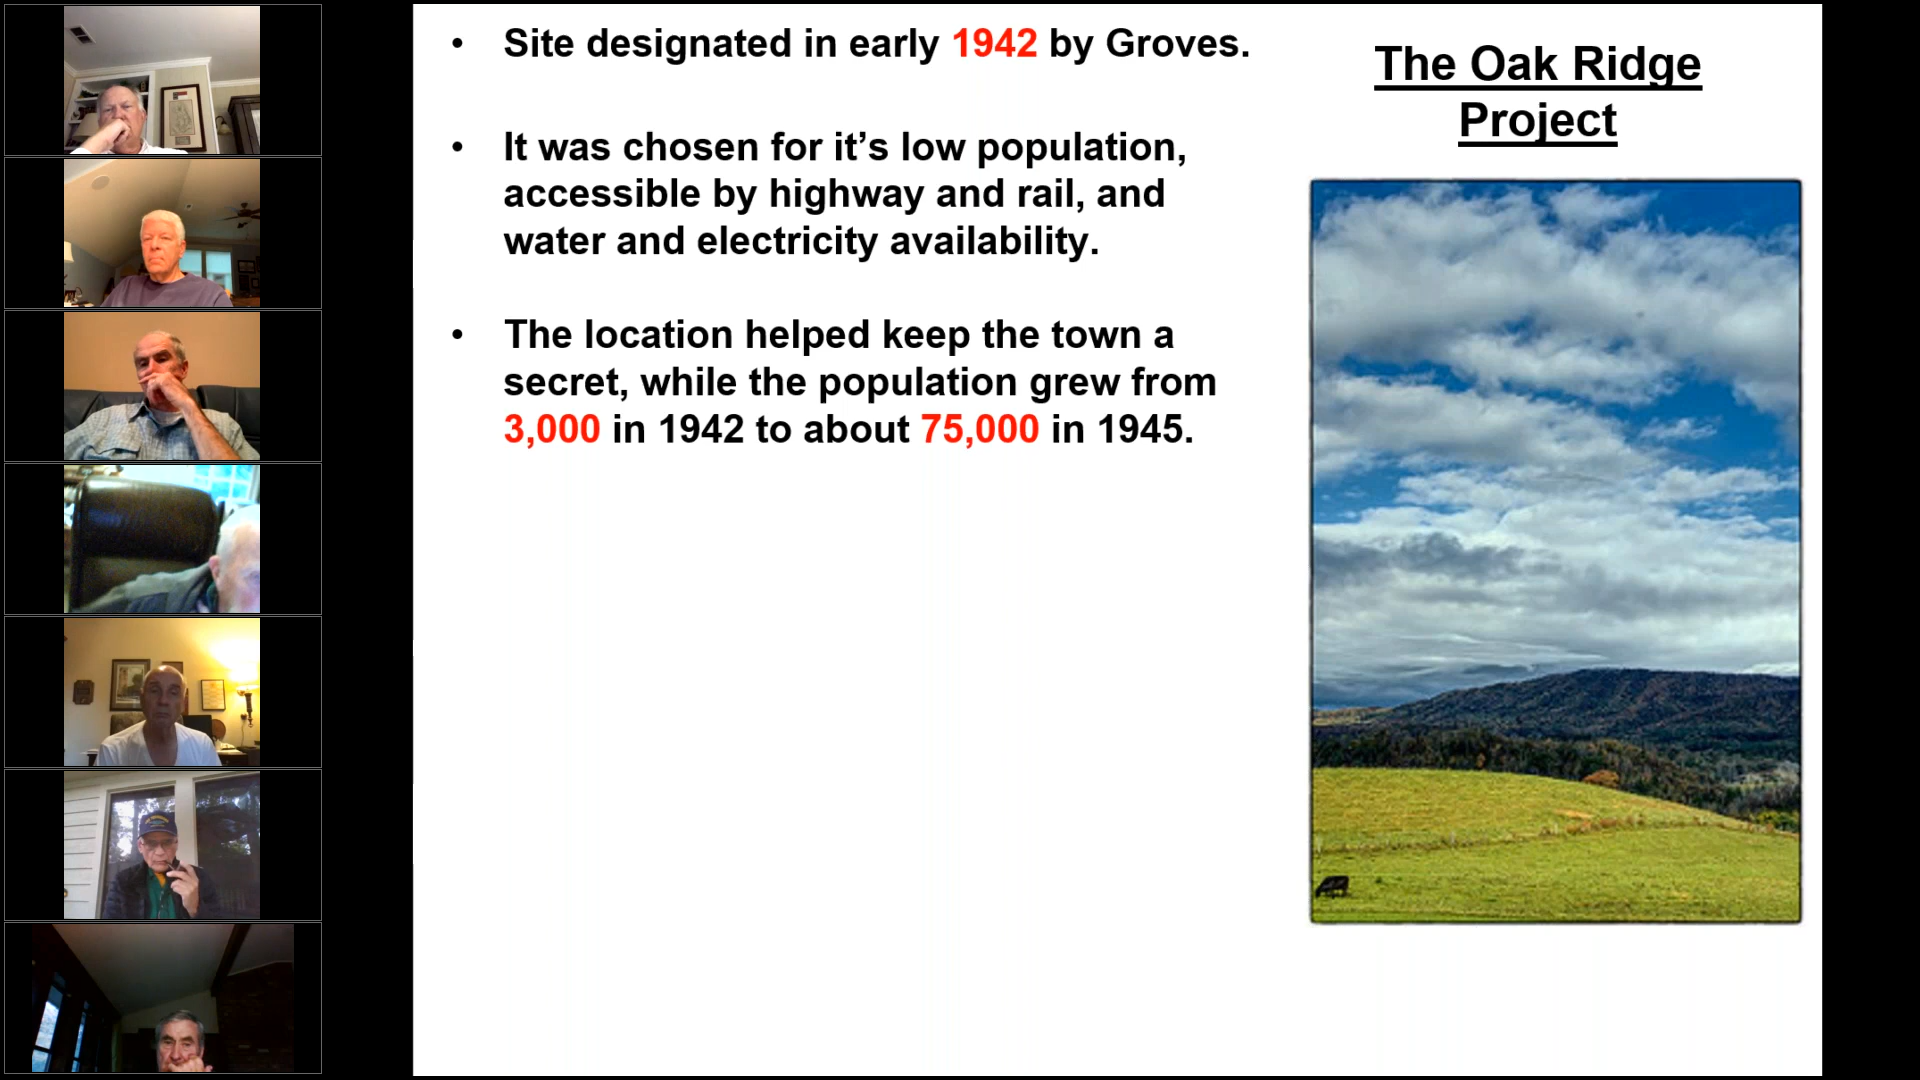 • Site designated in early 1942 by Groves.
• It was chosen for it’s low population,
accessible by highway and rail, and
water and electricity availability.
• The location helped keep the town a
secret, while the population grew from
3,000 in 1942 to about 75,000 in 1945.
The Oak Ridge
Project